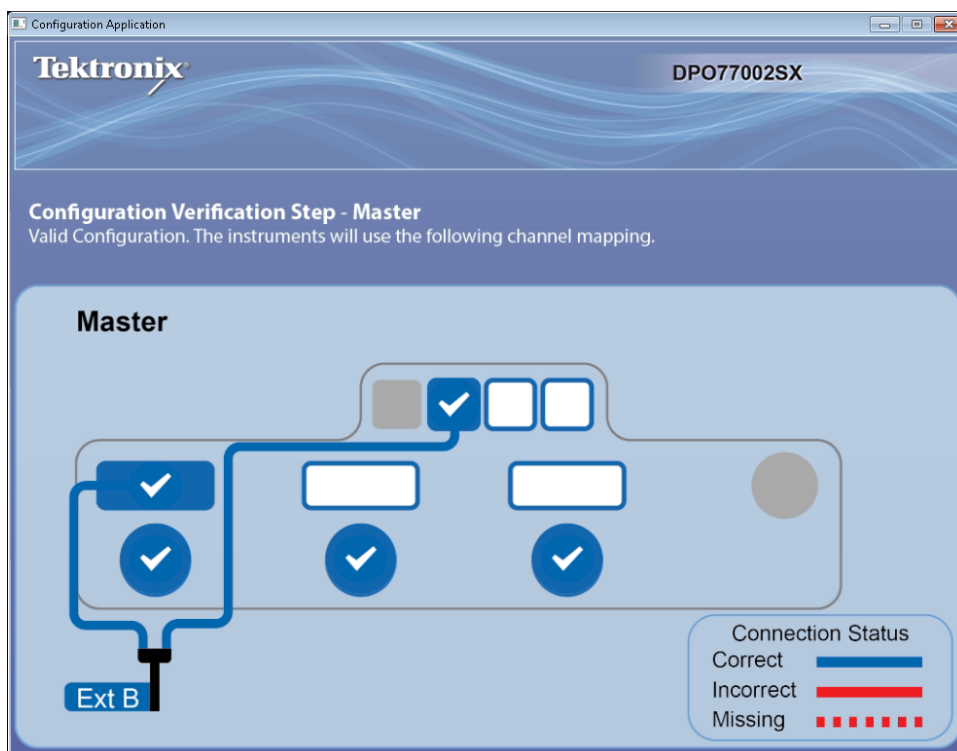 Configuration Application
Tektronix®
DPO77002SX
Configuration Verification Step - Master
Valid Configuration. The instruments will use the following channel mapping.
Master
Ext B
Connection Status
Correct
Incorrect
Missing